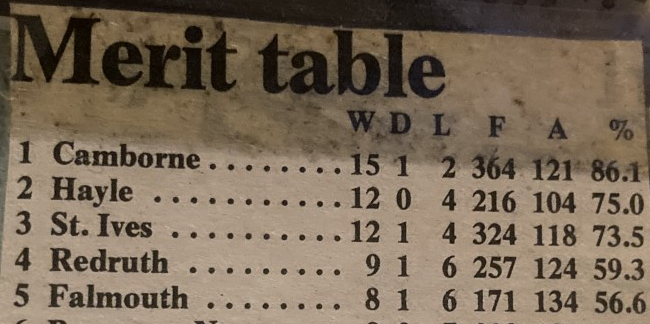 Merit table
W D L F A %
1 Camborne ........ 15 1 2 364 121 86.1
2 Hayle ............ 12 0 4 216 104 75.0
3 St. Ives .......... 12 1 4 324 118 73.5
4 Redruth ......... 9 1 6 257 124 59.3
5 Falmouth ........ 8 1 6 171 134 56.6